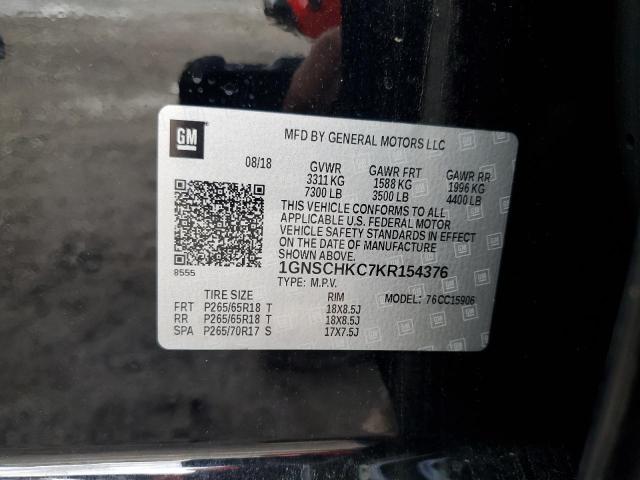 GM
MFD BY GENERAL MOTORS LLC
08/18 GVWR GAWR FRT GAWR RR
3311 KG 1588 KG 1996 KG
7300 LB 3500 LB 4400 LB
THIS VEHICLE CONFORMS TO ALL
APPLICABLE U.S. FEDERAL MOTOR
VEHICLE SAFETY STANDARDS IN EFFECT
ON THE DATE OF MANUFACTURE
SHOWN ABOVE.
8555
1GNSCHKC7KR154376
TYPE: M.P.V. MODEL: 76CC15906
TIRE SIZE RIM
FRT P265/65R18 T 18X8.5J
RR P265/65R18 T 18X8.5J
SPA P265/70R17 S 17X7.5J